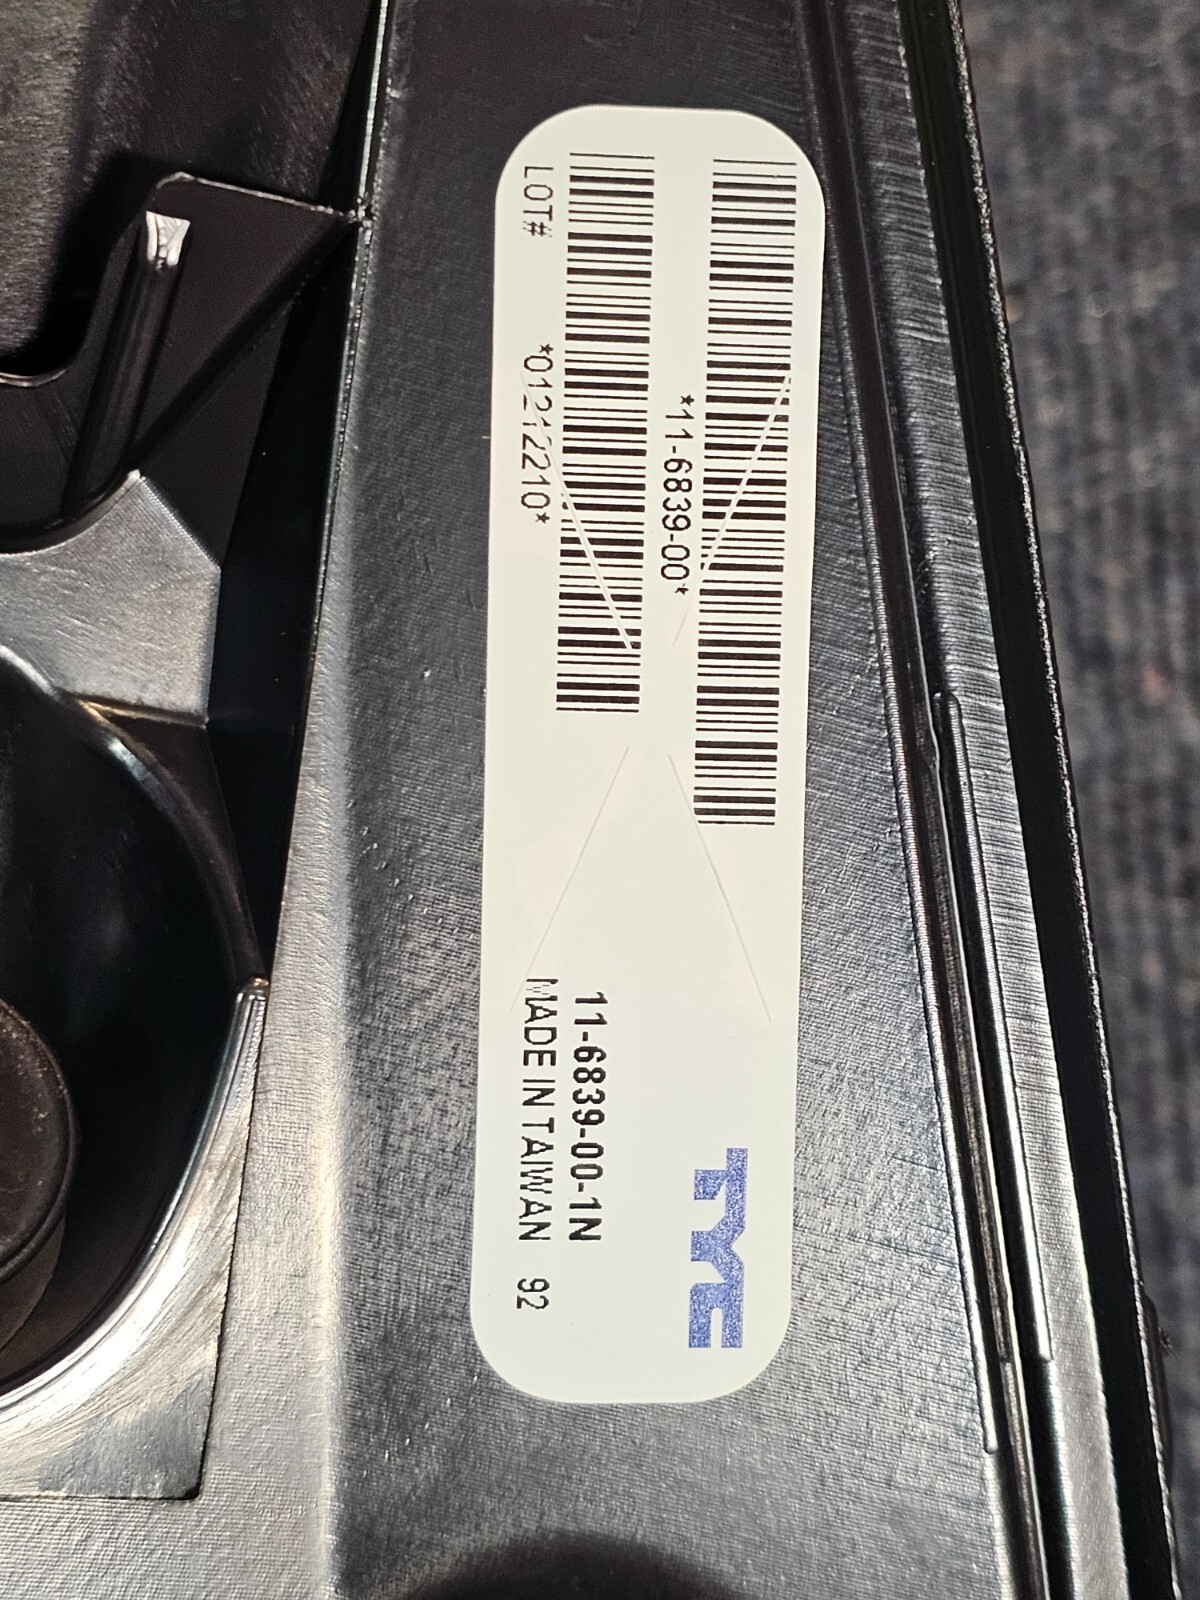 *11-6839-00*
LOT# *01212210*
TYC
11-6839-00-1N
MADE IN TAIWAN 92